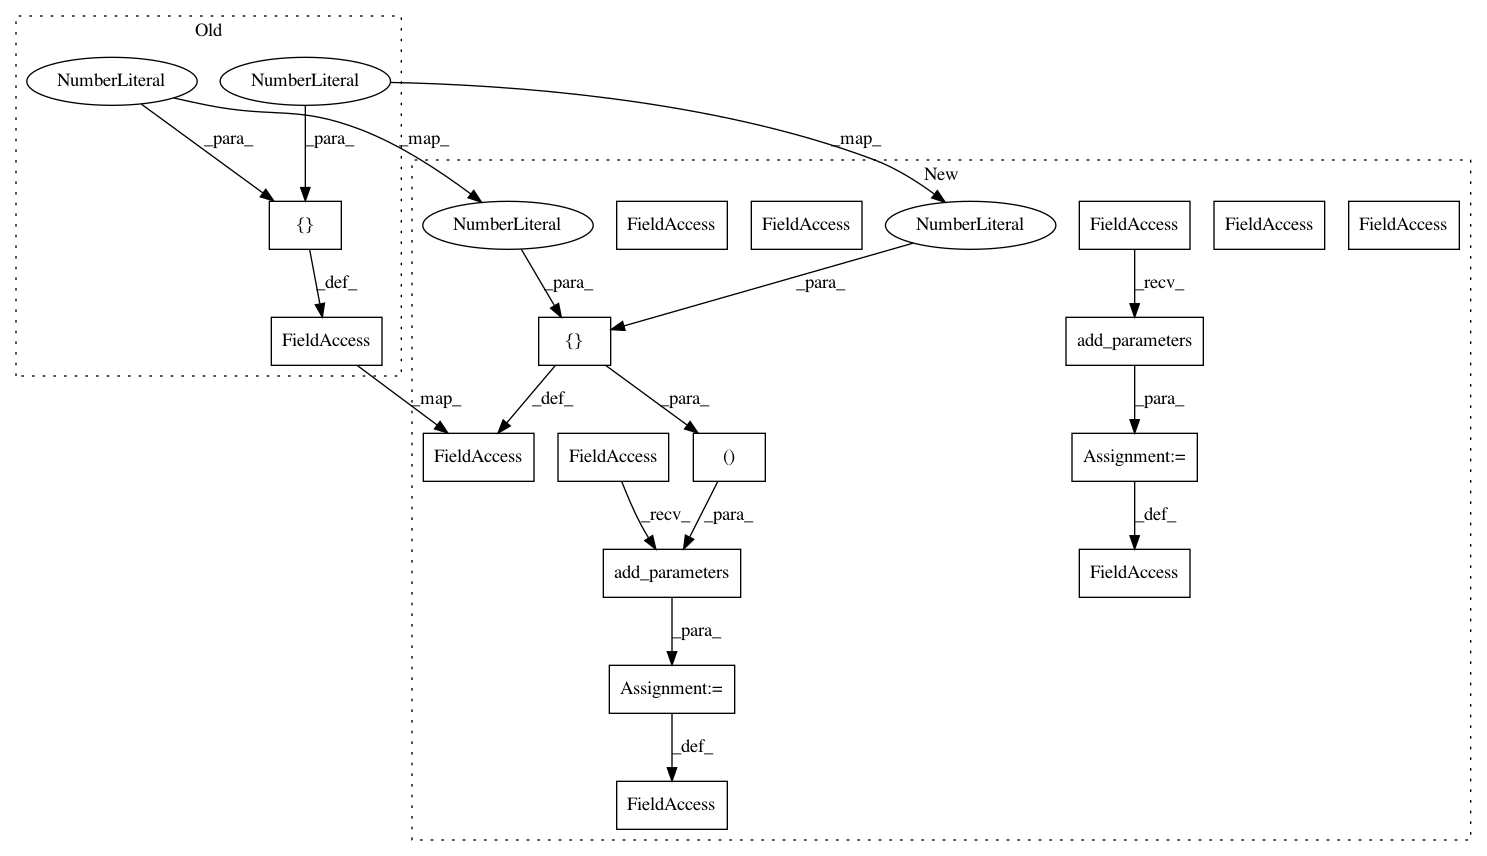 Old
NumberLiteral
NumberLiteral
_para_
_para_
_map_
_map_
New
{}
NumberLiteral
FieldAccess
FieldAccess
NumberLiteral
FieldAccess
FieldAccess
FieldAccess
_def_
_para_
_para_
_recv_
FieldAccess
{}
add_parameters
_map_
_def_
_para_
_para_
FieldAccess
FieldAccess
()
Assignment:=
_recv_
_para_
_def_
add_parameters
FieldAccess
_para_
Assignment:=
_def_
FieldAccess